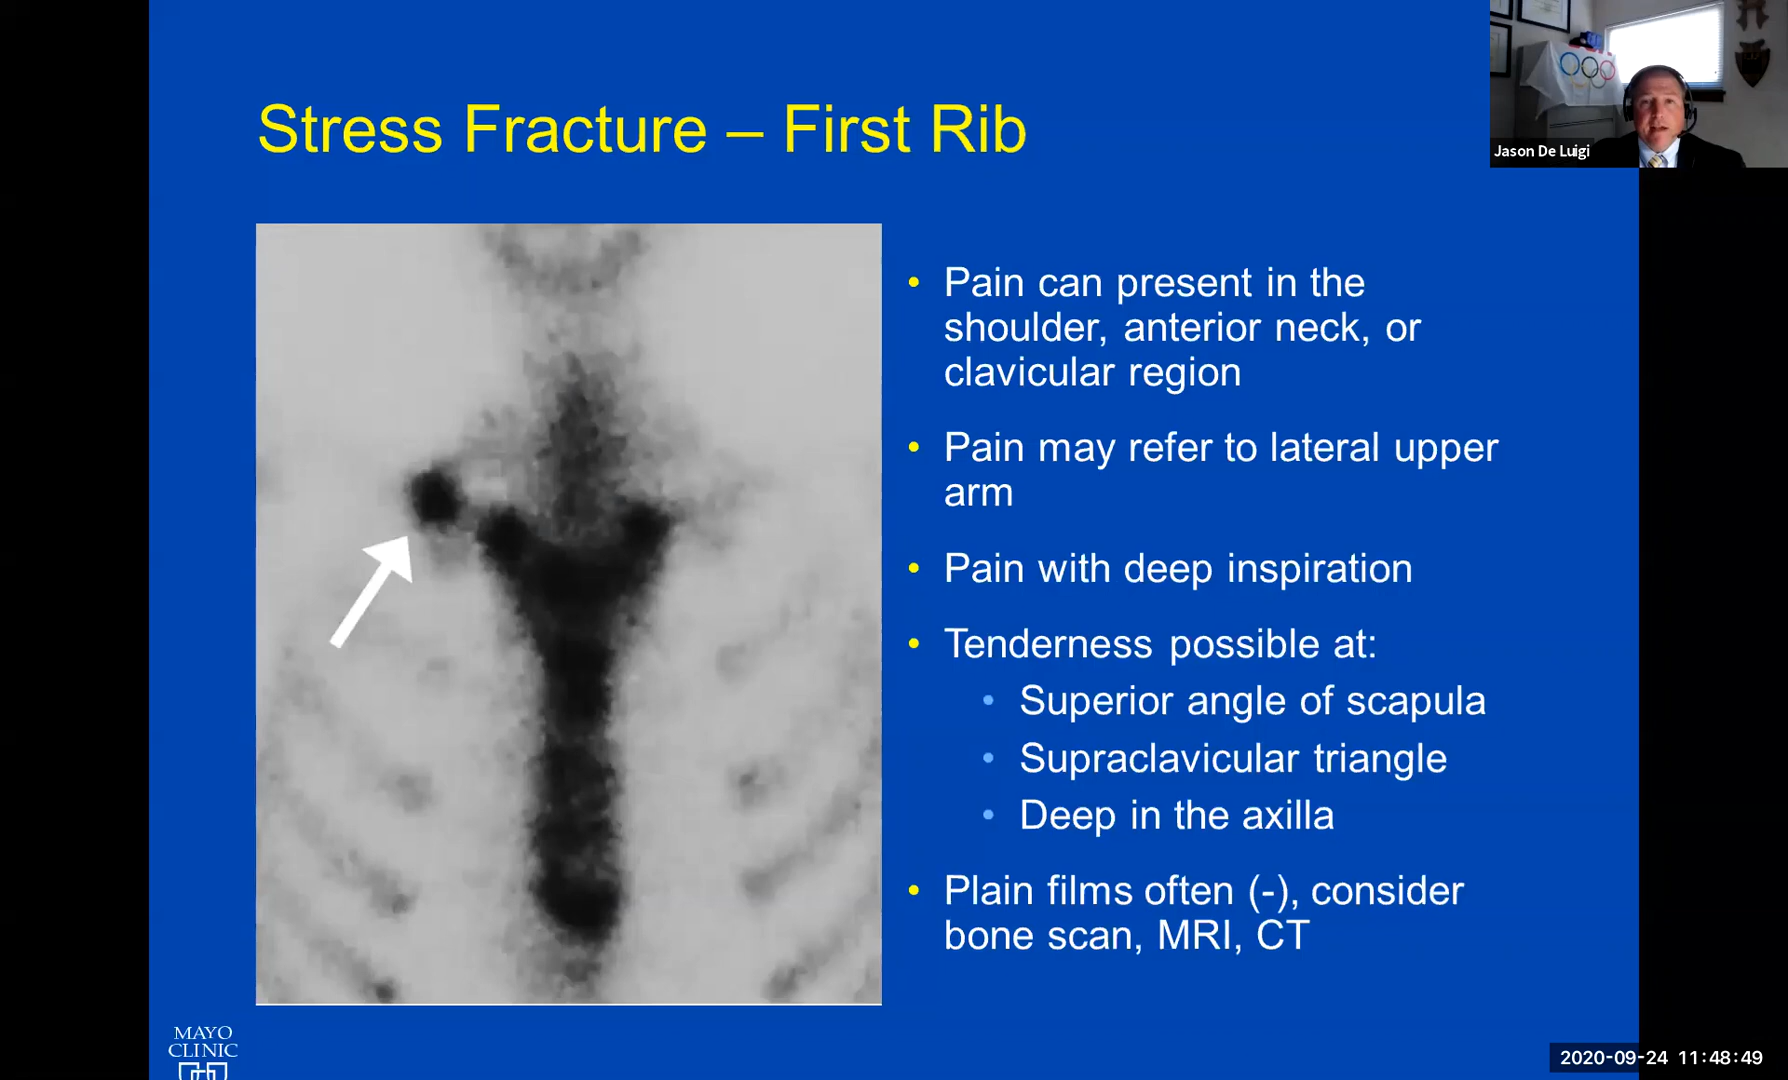 Stress Fracture – First Rib
Jason De Luigi
• Pain can present in the
shoulder, anterior neck, or
clavicular region
• Pain may refer to lateral upper
arm
• Pain with deep inspiration
• Tenderness possible at:
• Superior angle of scapula
• Supraclavicular triangle
• Deep in the axilla
• Plain films often (-), consider
bone scan, MRI, CT
MAYO
CLINIC
2020-09-24 11:48:49